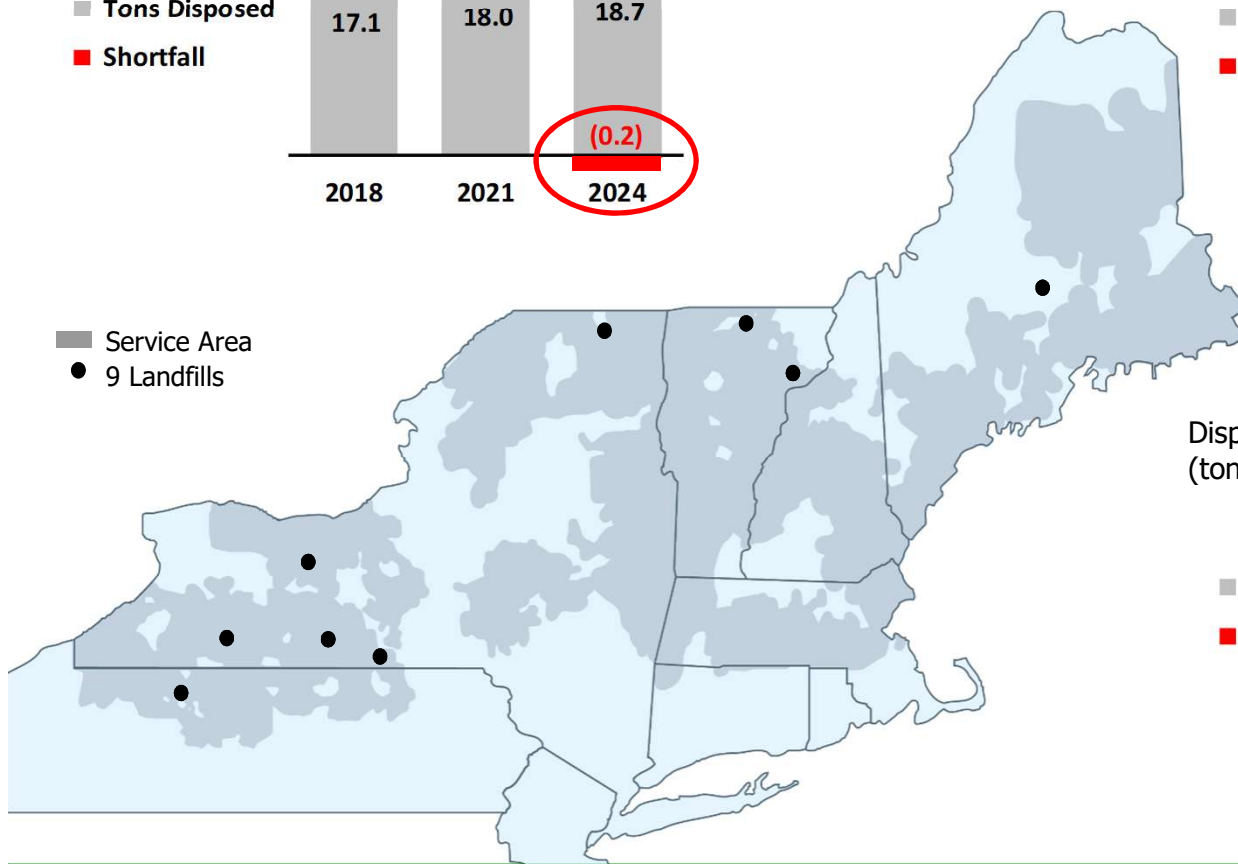 Tons Disposed
17.1
18.0
18.7
Shortfall
(0.2)
2018
2021
2024
Service Area
9 Landfills
Disp
(ton